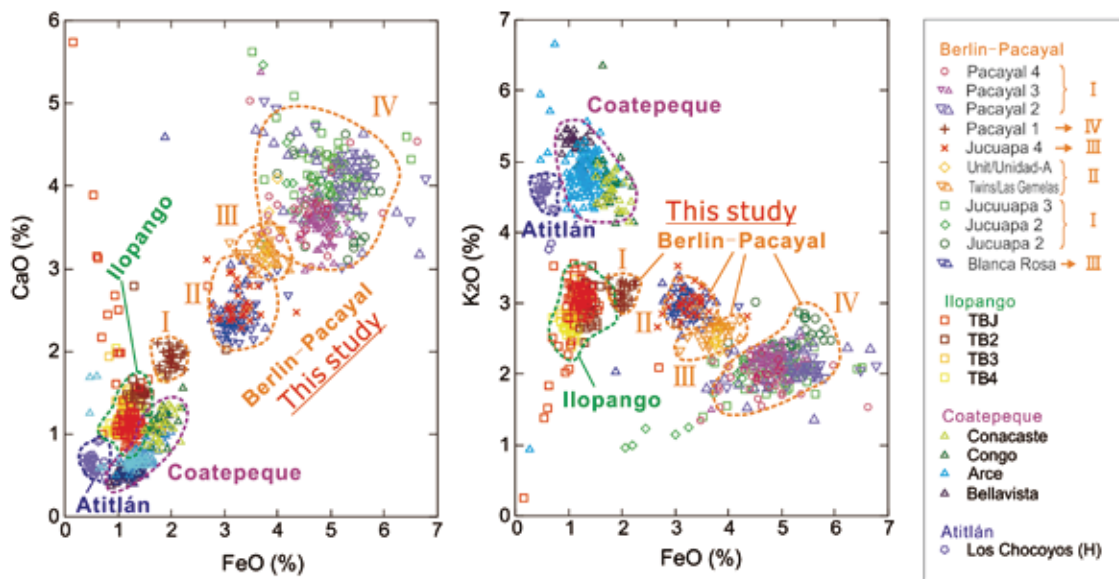 6
5
4
3
2
1
0
0 1 2 3 4 5 6 7
CaO (%)
FeO (%)
Ilopango
I
II
III
IV
Berlin-Pacayal
This study
Coatepeque
Atitlán
7
6
5
4
3
2
1
0
0 1 2 3 4 5 6 7
K2O (%)
FeO (%)
Coatepeque
Atitlán
This study
Berlin-Pacayal
I
II
III
IV
Ilopango
Berlin-Pacayal
Pacayal 4
Pacayal 3 I
Pacayal 2
Pacayal 1 → IV
Jucuapa 4 → III
Unit/Unidad-A
Twins/Las Gemelas II
Jucuuapa 3
Jucuapa 2 I
Jucuapa 2
Blanca Rosa → III
Ilopango
TBJ
TB2
TB3
TB4
Coatepeque
Conacaste
Congo
Arce
Bellavista
Atitlán
Los Chocoyos (H)